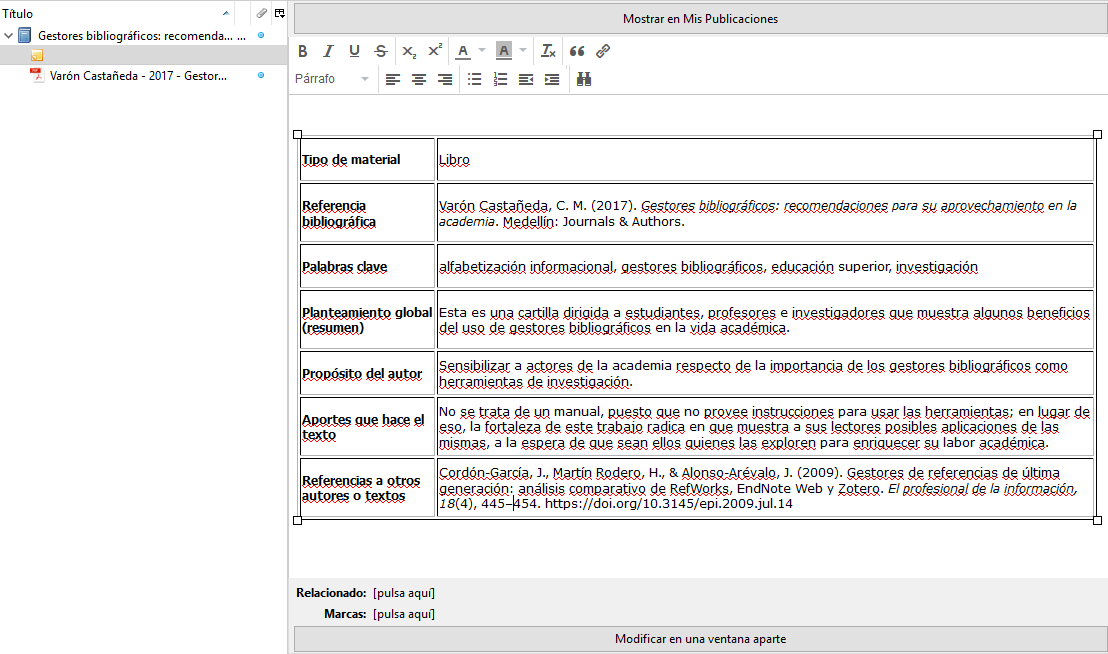 Título
Gestores bibliográficos: recomenda... ...
Varón Castañeda - 2017 - Gestor...
Mostrar en Mis Publicaciones
B I U S X₂ X² A A Tx
Párrafo
Tipo de material
Libro
Referencia
bibliográfica
Varón Castañeda, C. M. (2017). Gestores bibliográficos: recomendaciones para su aprovechamiento en la
academia. Medellín: Journals & Authors.
Palabras clave
alfabetización informacional, gestores bibliográficos, educación superior, investigación
Planteamiento global
(resumen)
Esta es una cartilla dirigida a estudiantes, profesores e investigadores que muestra algunos beneficios
del uso de gestores bibliográficos en la vida académica.
Propósito del autor
Sensibilizar a actores de la academia respecto de la importancia de los gestores bibliográficos como
herramientas de investigación.
Aportes que hace el
texto
No se trata de un manual, puesto que no provee instrucciones para usar las herramientas; en lugar de
eso, la fortaleza de este trabajo radica en que muestra a sus lectores posibles aplicaciones de las
mismas, a la espera de que sean ellos quienes las exploren para enriquecer su labor académica.
Referencias a otros
autores o textos
Cordón-García, J., Martín Rodero, H., & Alonso-Arévalo, J. (2009). Gestores de referencias de última
generación: análisis comparativo de RefWorks, EndNote Web y Zotero. El profesional de la información,
18(4), 445–454. https://doi.org/10.3145/epi.2009.jul.14
Relacionado: [pulsa aquí]
Marcas: [pulsa aquí]
Modificar en una ventana aparte